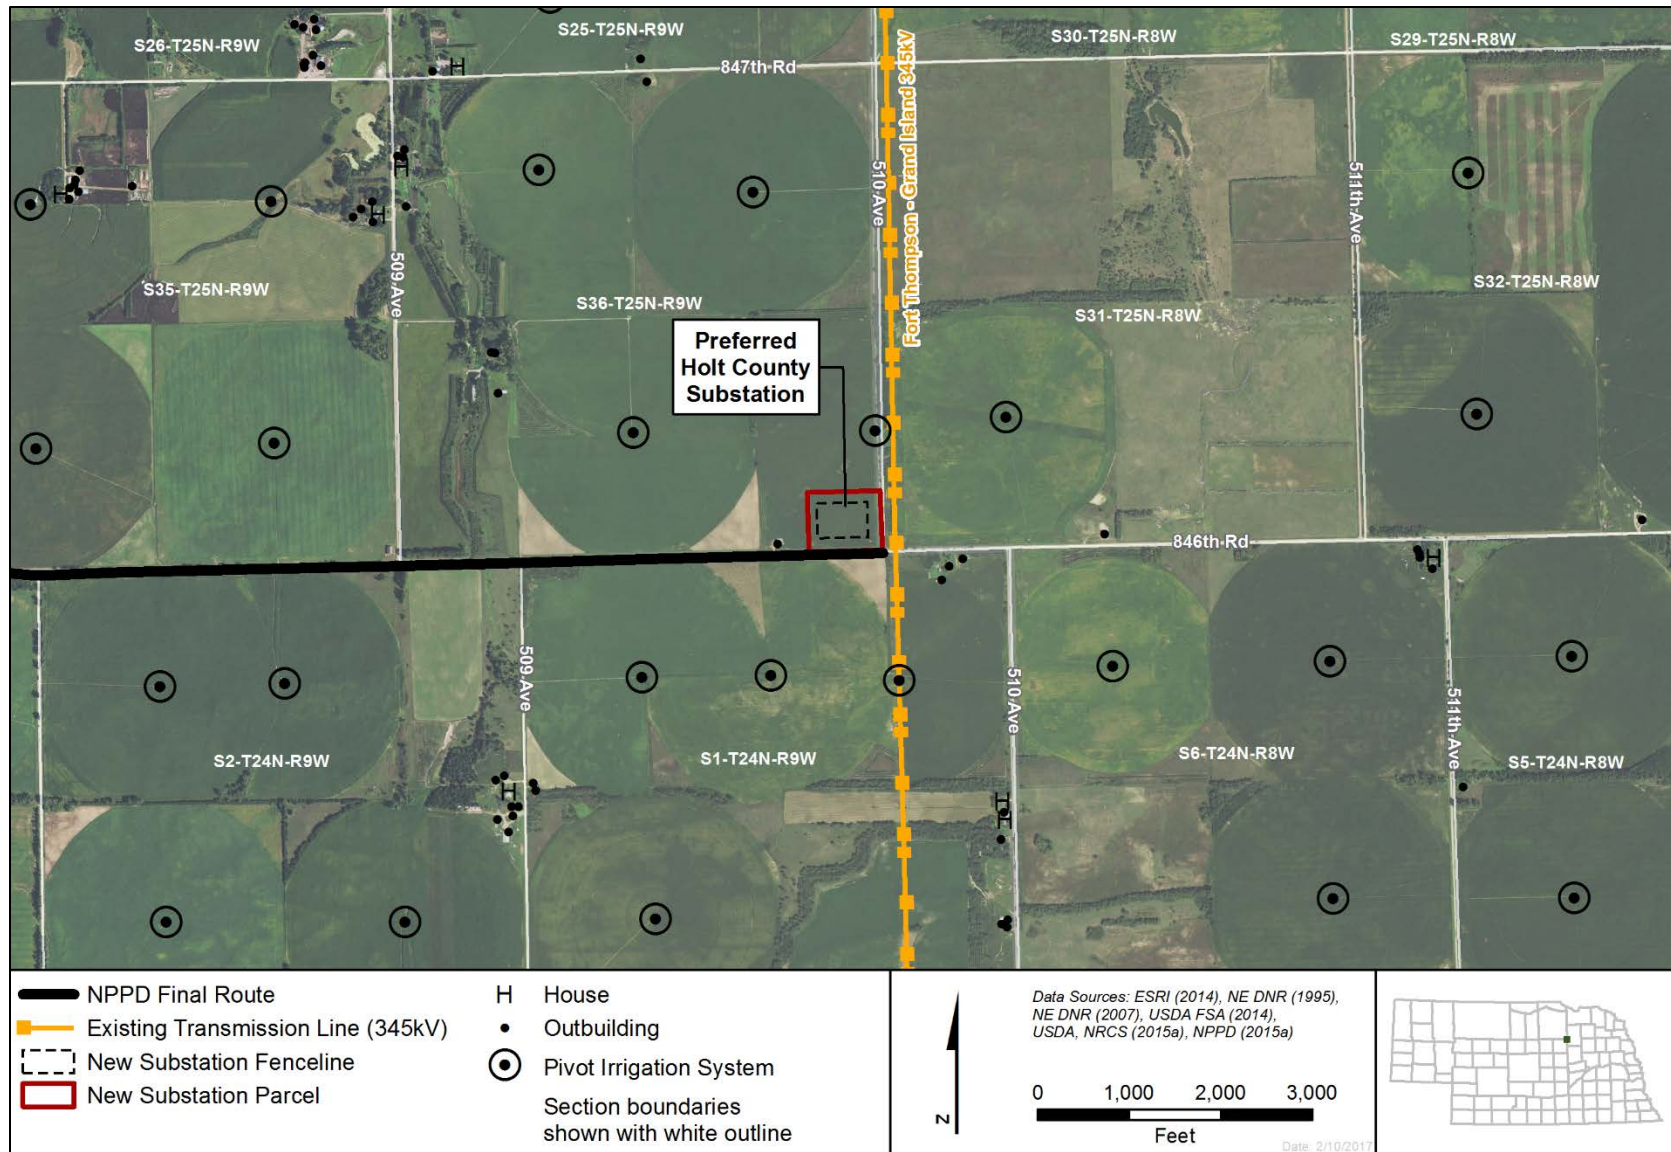 S26-T25N-R9W
S25-T25N-R9W
S30-T25N-R8W
S29-T25N-R8W
847th Rd
H
Fort Thompson - Grand Island 345kV
H
H
H
509 Ave
510 Ave
511th Ave
S35-T25N-R9W
S36-T25N-R9W
S31-T25N-R8W
S32-T25N-R8W
Preferred
Holt County
Substation
846th Rd
H
509 Ave
510 Ave
511th Ave
S2-T24N-R9W
S1-T24N-R9W
S6-T24N-R8W
S5-T24N-R8W
H
H
H
NPPD Final Route
Existing Transmission Line (345kV)
New Substation Fenceline
New Substation Parcel
H House
Outbuilding
Pivot Irrigation System
Section boundaries
shown with white outline
N
Data Sources: ESRI (2014), NE DNR (1995),
NE DNR (2007), USDA FSA (2014),
USDA, NRCS (2015a), NPPD (2015a)
0 1,000 2,000 3,000
Feet
Date: 2/10/2017